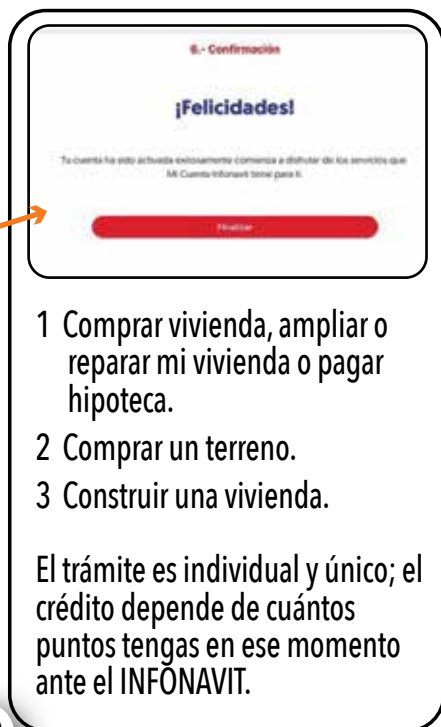 6.- Confirmación
¡Felicidades!
Tu cuenta ha sido activada exitosamente comienza a disfrutar de los servicios que
Mi Cuenta Infonavit tiene para ti.
Finalizar
1 Comprar vivienda, ampliar o
reparar mi vivienda o pagar
hipoteca.
2 Comprar un terreno.
3 Construir una vivienda.
El trámite es individual y único; el
crédito depende de cuántos
puntos tengas en ese momento
ante el INFONAVIT.